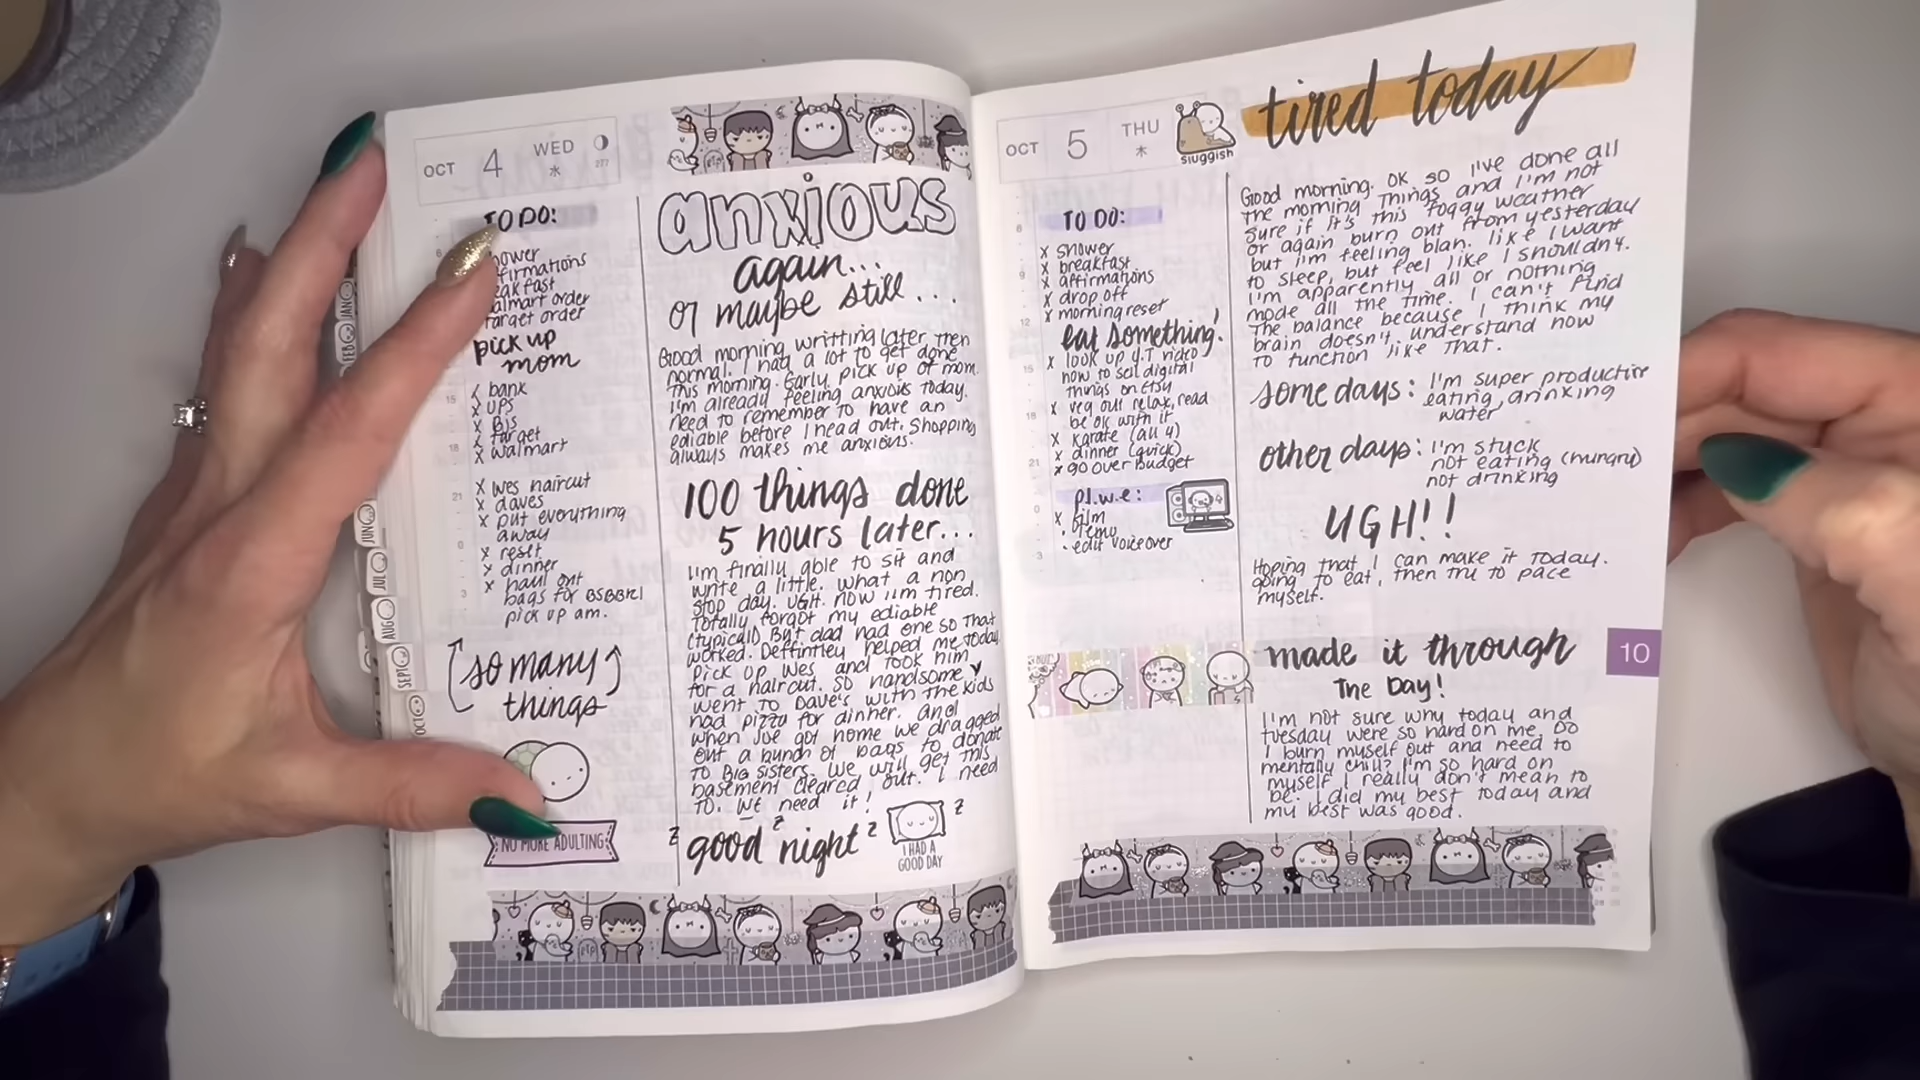 OCT 4 WED
277
TO DO:
hower
firmations
eakfast
almart order
Target order
pick up
mom
x bank
x UPS
x BJs
x Target
x walmart
x wes haircut
x daves
x put everything
away
x reset
x dinner
x haul out
bags for BSBBRI
pick up am.
so many
things
NO MORE ADULTING
anxious
again...
or maybe still...
Good morning writting later then
normal. I had a lot to get done
This morning. Early pick up of mom.
I'm already feeling anxious today.
need to remember to have an
ediable before I head out. Shopping
always makes me anxious.
100 things done
5 hours later...
I'm finally able to sit and
write a little. what a non
stop day. UGH. now I'm tired.
Totally forgot my ediable
(typical) But dad had one so that
worked. Deffintley helped me today.
Pick up wes and took him
for a haircut. so handsome
went to Dave's with the kids
had pizza for dinner. and
when Joe got home we dragged
out a bunch of bags to donate
to Big sisters. we will get this
basement cleared out. I need
to. we need it!
z good night z z
z
I HAD A
GOOD DAY
OCT 5 THU
sluggish
tired today
TO DO:
x shower
x breakfast
x affirmations
x drop off
x morning reset
eat something!
x look up Y.T video
how to sell digital
things on Etsy
x veg out relax, read
be ok with it
x karate (all 4)
x dinner (quick)
x go over budget
p.l.w.e:
x film
• Temu
• edit voiceover
Good morning. OK so I've done all
the morning things and I'm not
sure if it's this foggy weather
or again burn out from yesterday
but I'm feeling blah. like I want
to sleep, but feel like I shouldn't.
I'm apparently all or nothing
mode all the time. I can't find
the balance because I think my
brain doesn't understand how
to function like that.
some days: I'm super productive
eating, drinking
water
other days: I'm stuck
not eating (hungry)
not drinking
UGH!!
Hoping that I can make it today.
going to eat, then try to pace
myself.
made it through
The Day!
I'm not sure why today and
tuesday were so hard on me. Do
I burn myself out and need to
mentally chill? I'm so hard on
myself I really don't mean to
be. I did my best today and
my best was good.
10
JAN
FEB
JUN
JUL
AUG
SEPT
OCT